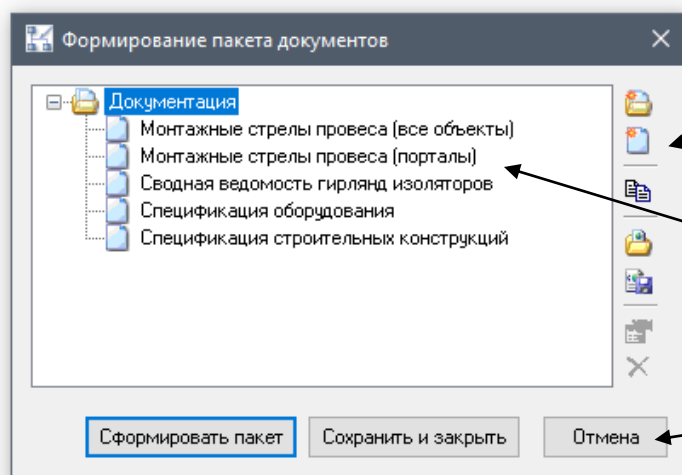 Формирование пакета документов
Документация
Монтажные стрелы провеса (все объекты)
Монтажные стрелы провеса (порталы)
Сводная ведомость гирлянд изоляторов
Спецификация оборудования
Спецификация строительных конструкций
Сформировать пакет
Сохранить и закрыть
Отмена